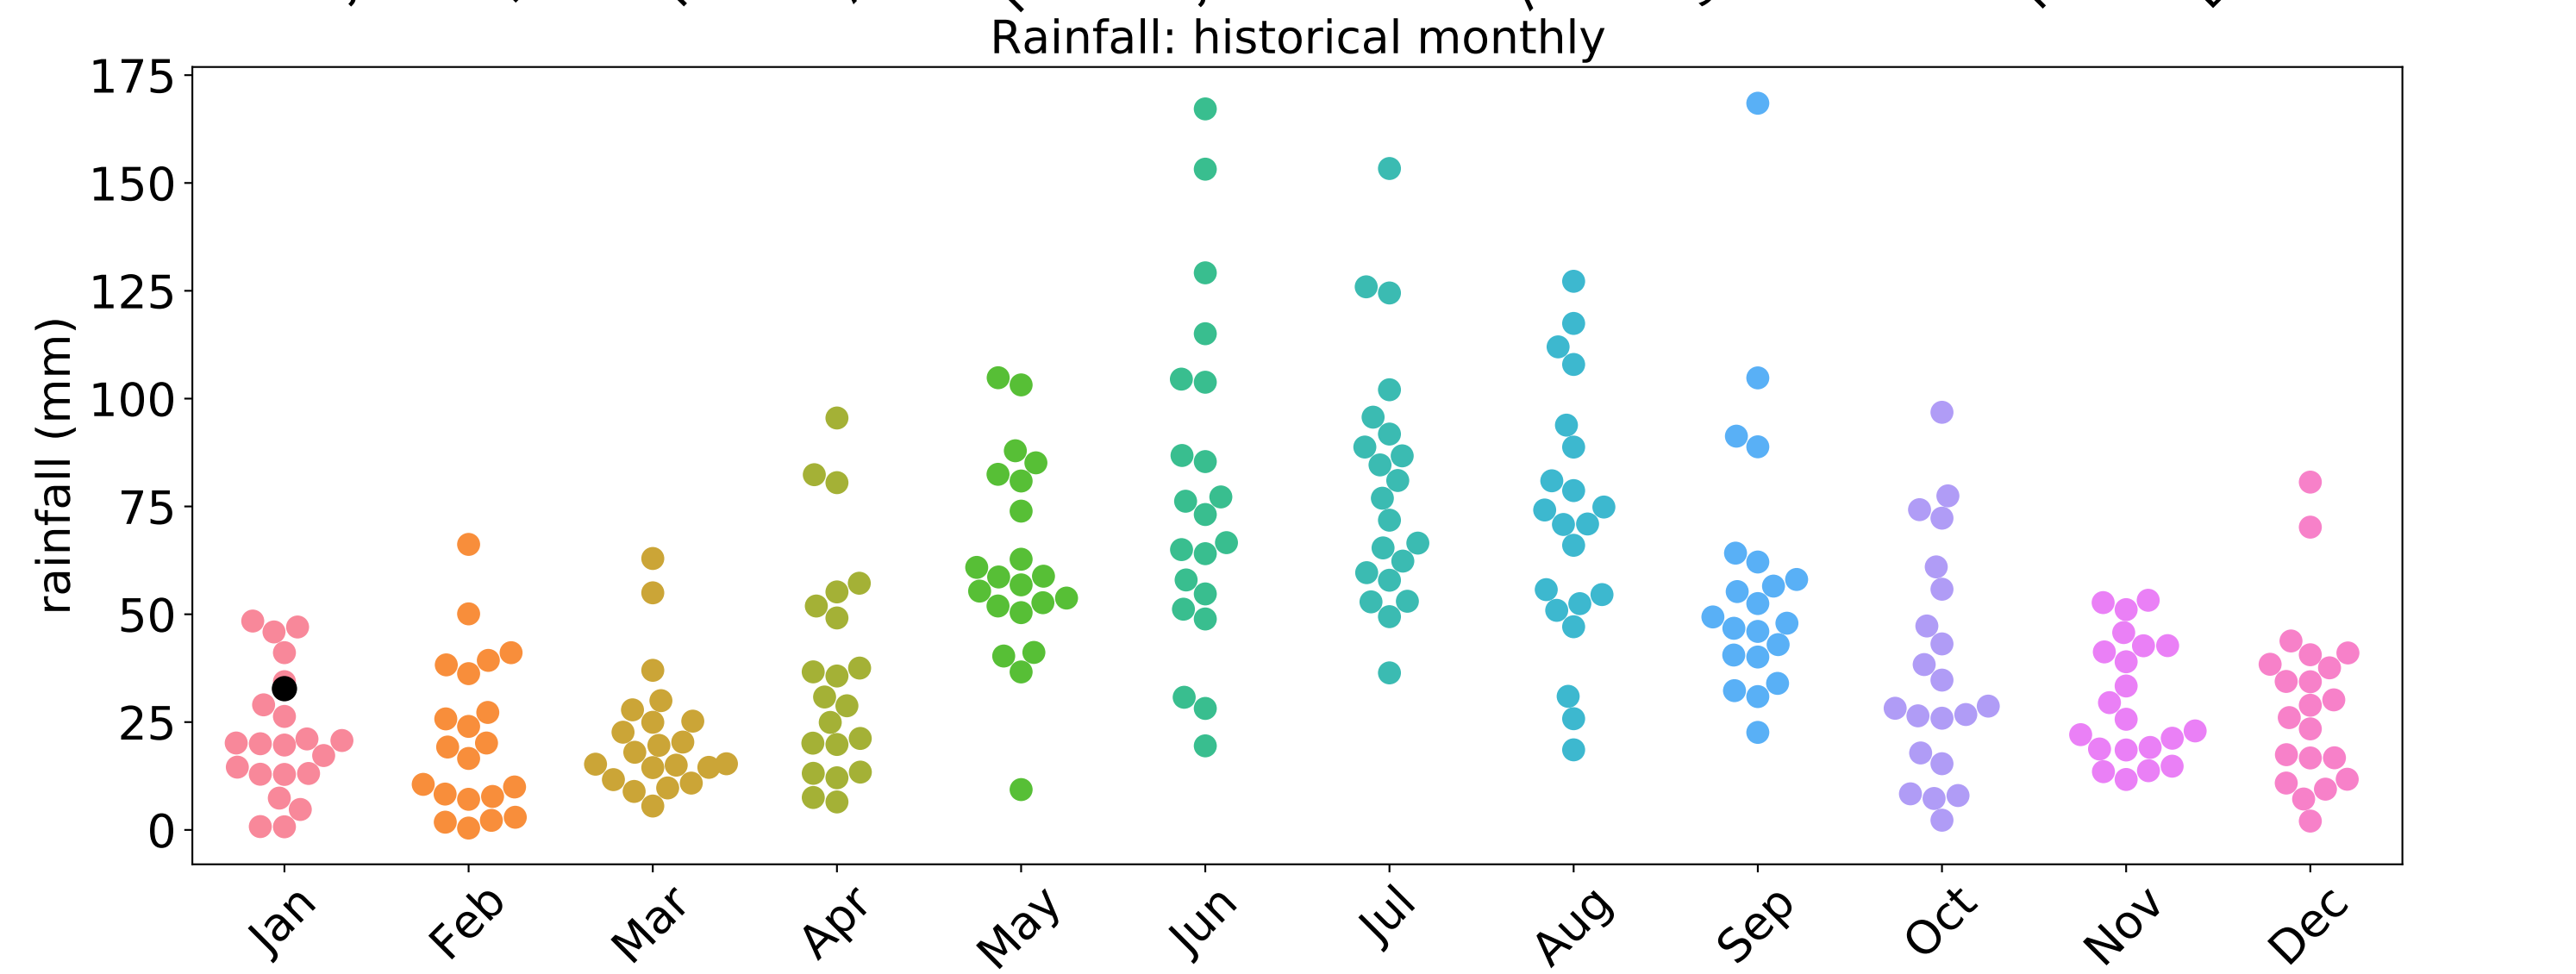 Rainfall: historical monthly
rainfall (mm)
175
150
125
100
75
50
25
0
Jan
Feb
Mar
Apr
May
Jun
Jul
Aug
Sep
Oct
Nov
Dec